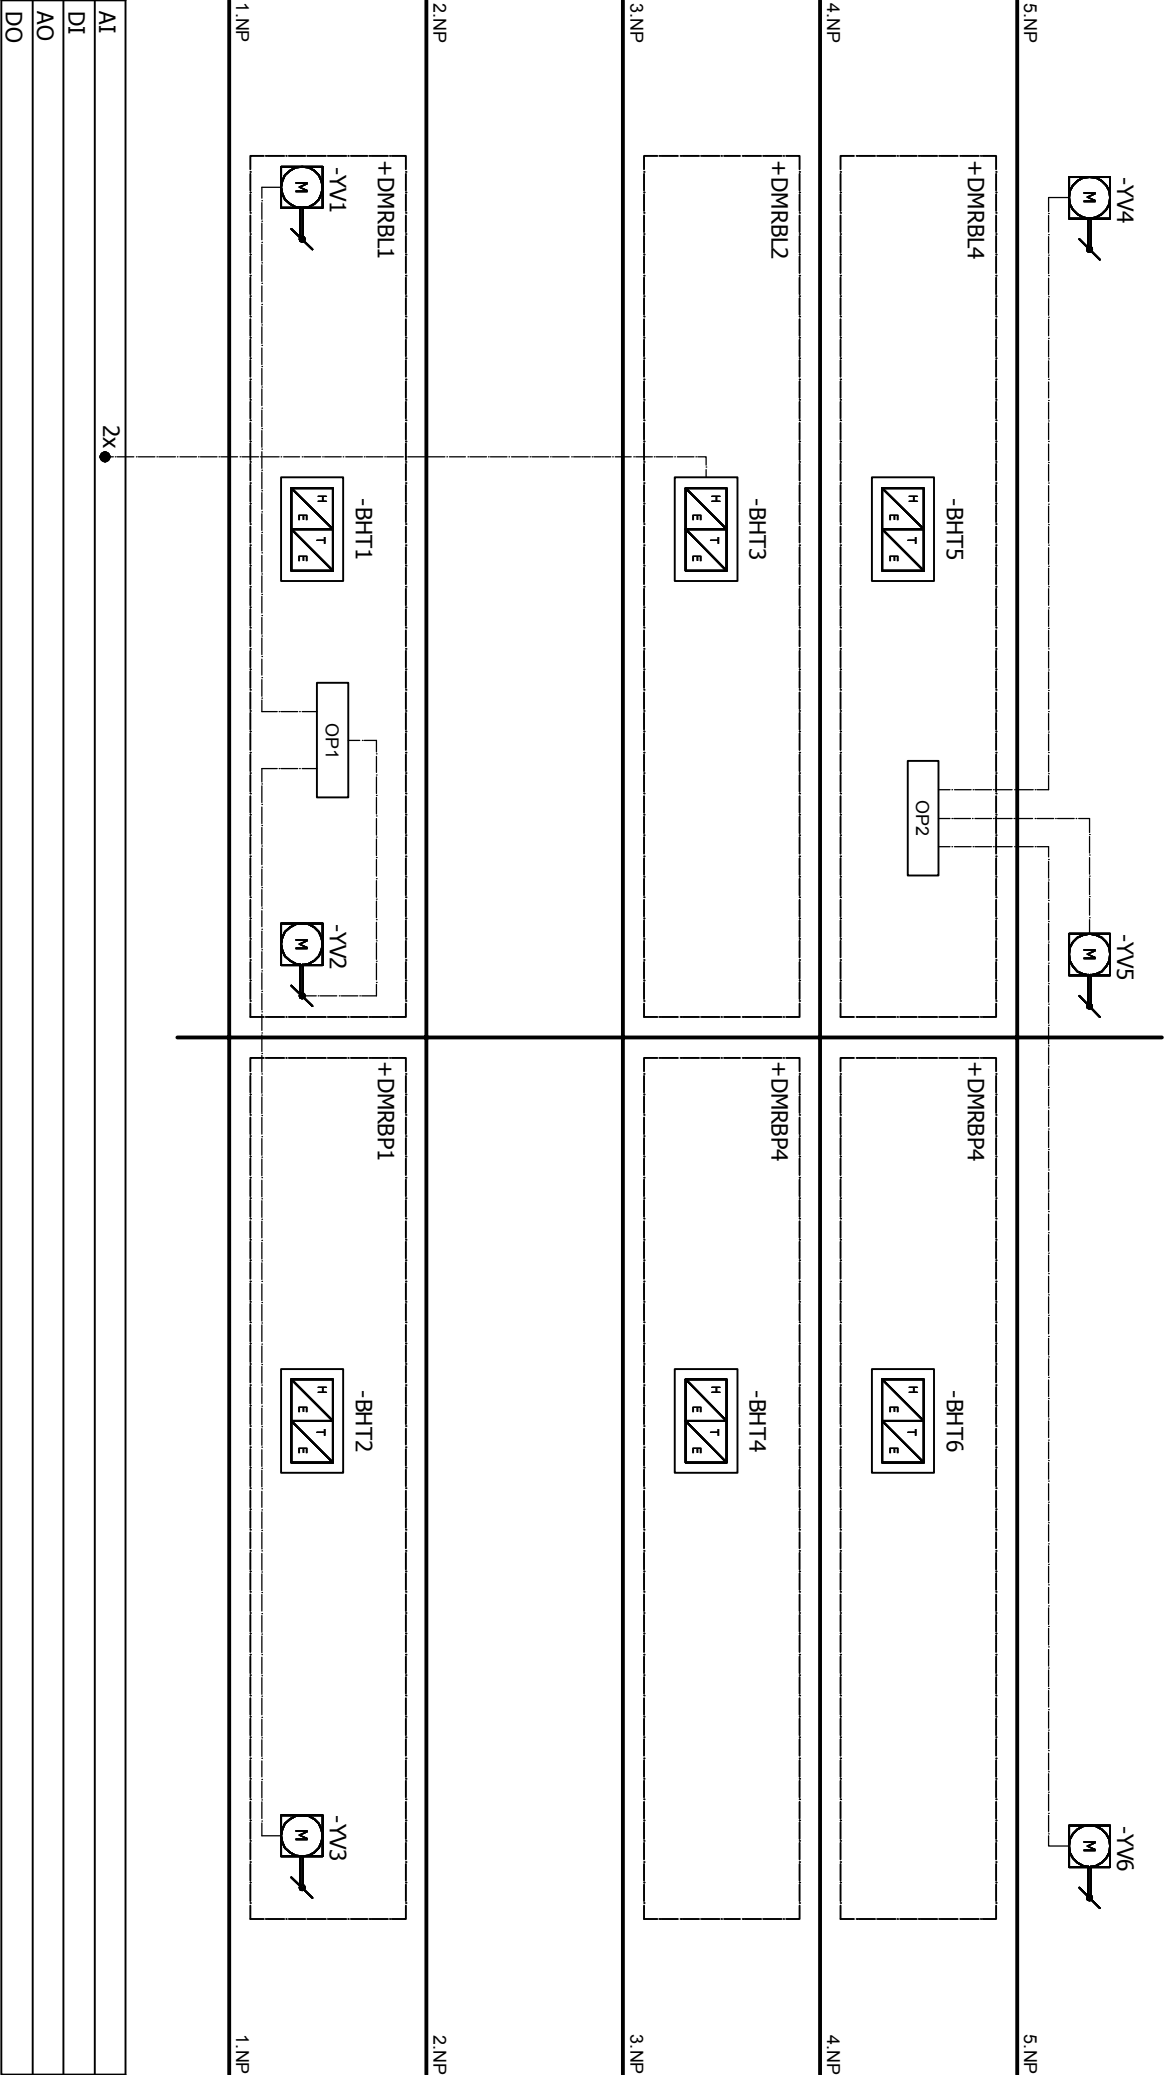 5.NP
5.NP
-YV4
-YV5
-YV6
M
M
M
4.NP
4.NP
+DMRBL4
+DMRBP4
-BHT5
-BHT6
H
E
T
E
H
E
T
E
OP2
3.NP
3.NP
+DMRBL2
+DMRBP4
-BHT3
-BHT4
H
E
T
E
H
E
T
E
2.NP
2.NP
1.NP
1.NP
+DMRBL1
+DMRBP1
-YV1
-BHT1
-YV2
-BHT2
-YV3
M
H
E
T
E
OP1
M
H
E
T
E
M
2x
AI
DI
AO
DO